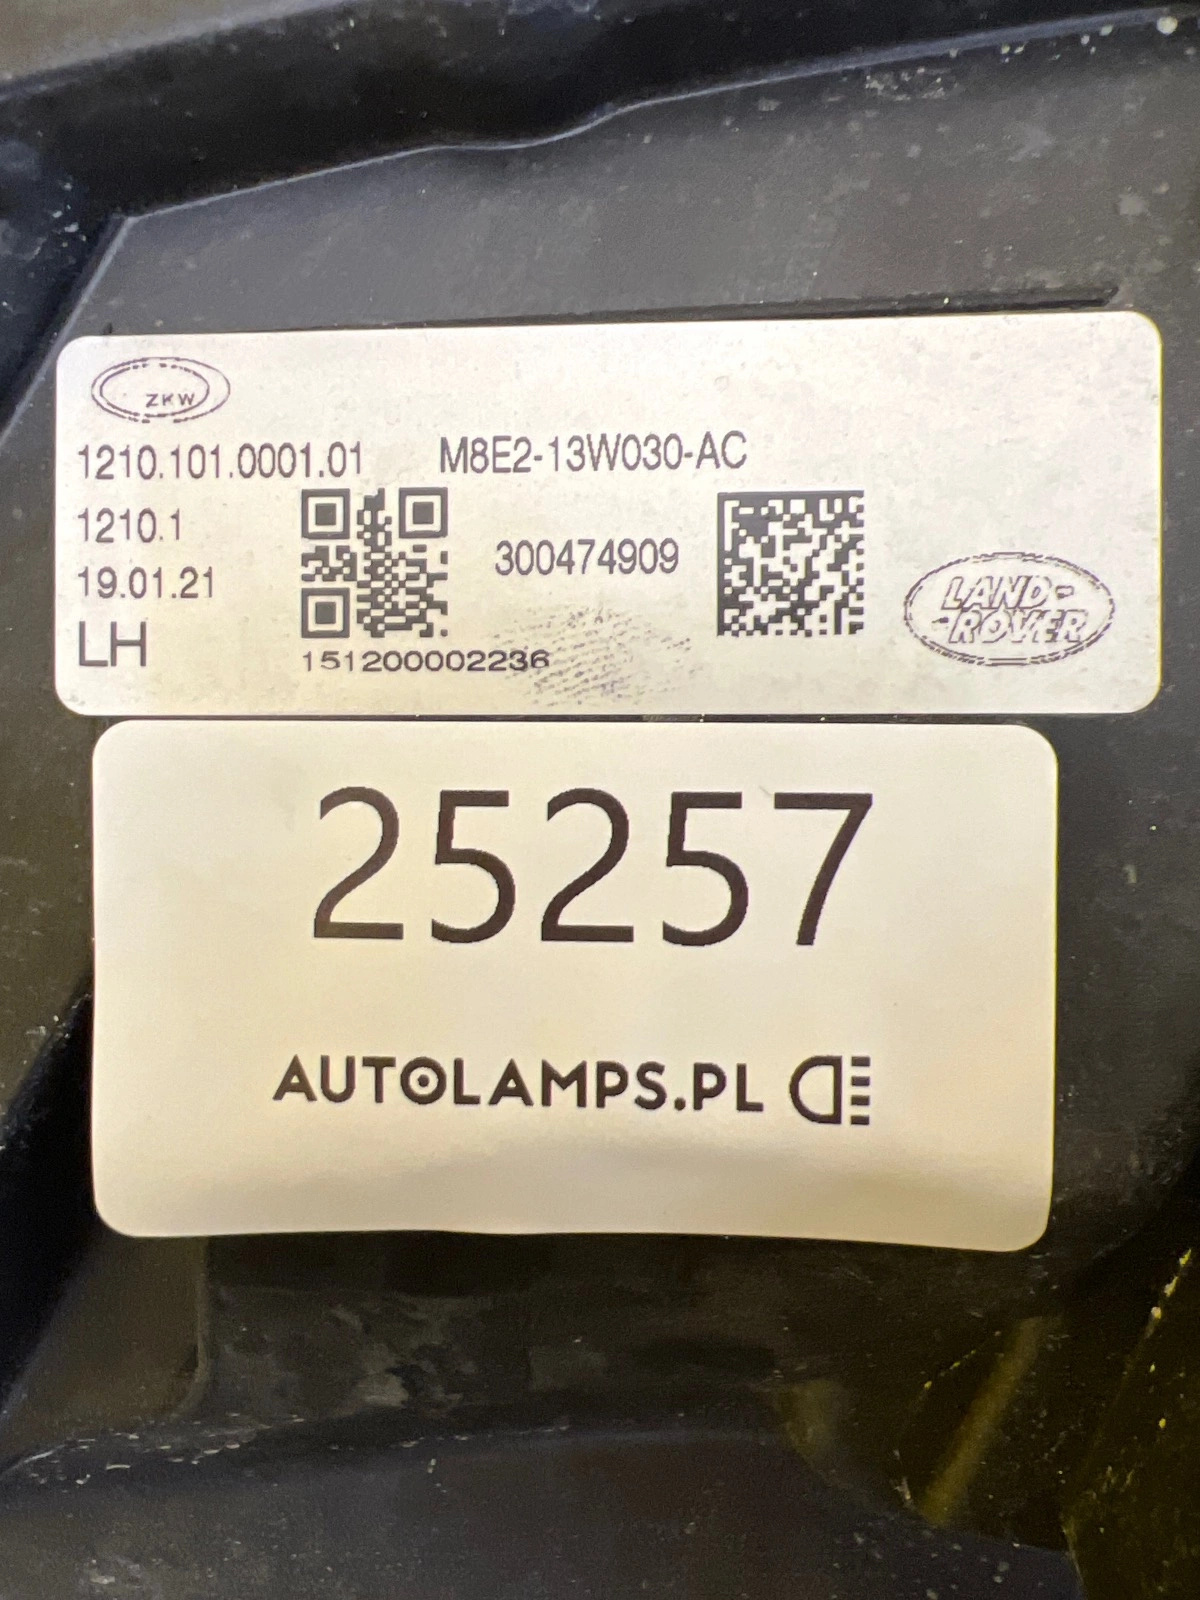 ZKW
1210.101.0001.01 M8E2-13W030-AC
1210.1
300474909
19.01.21
LAND-
-ROVER
LH
151200002236
25257
AUTOLAMPS.PL